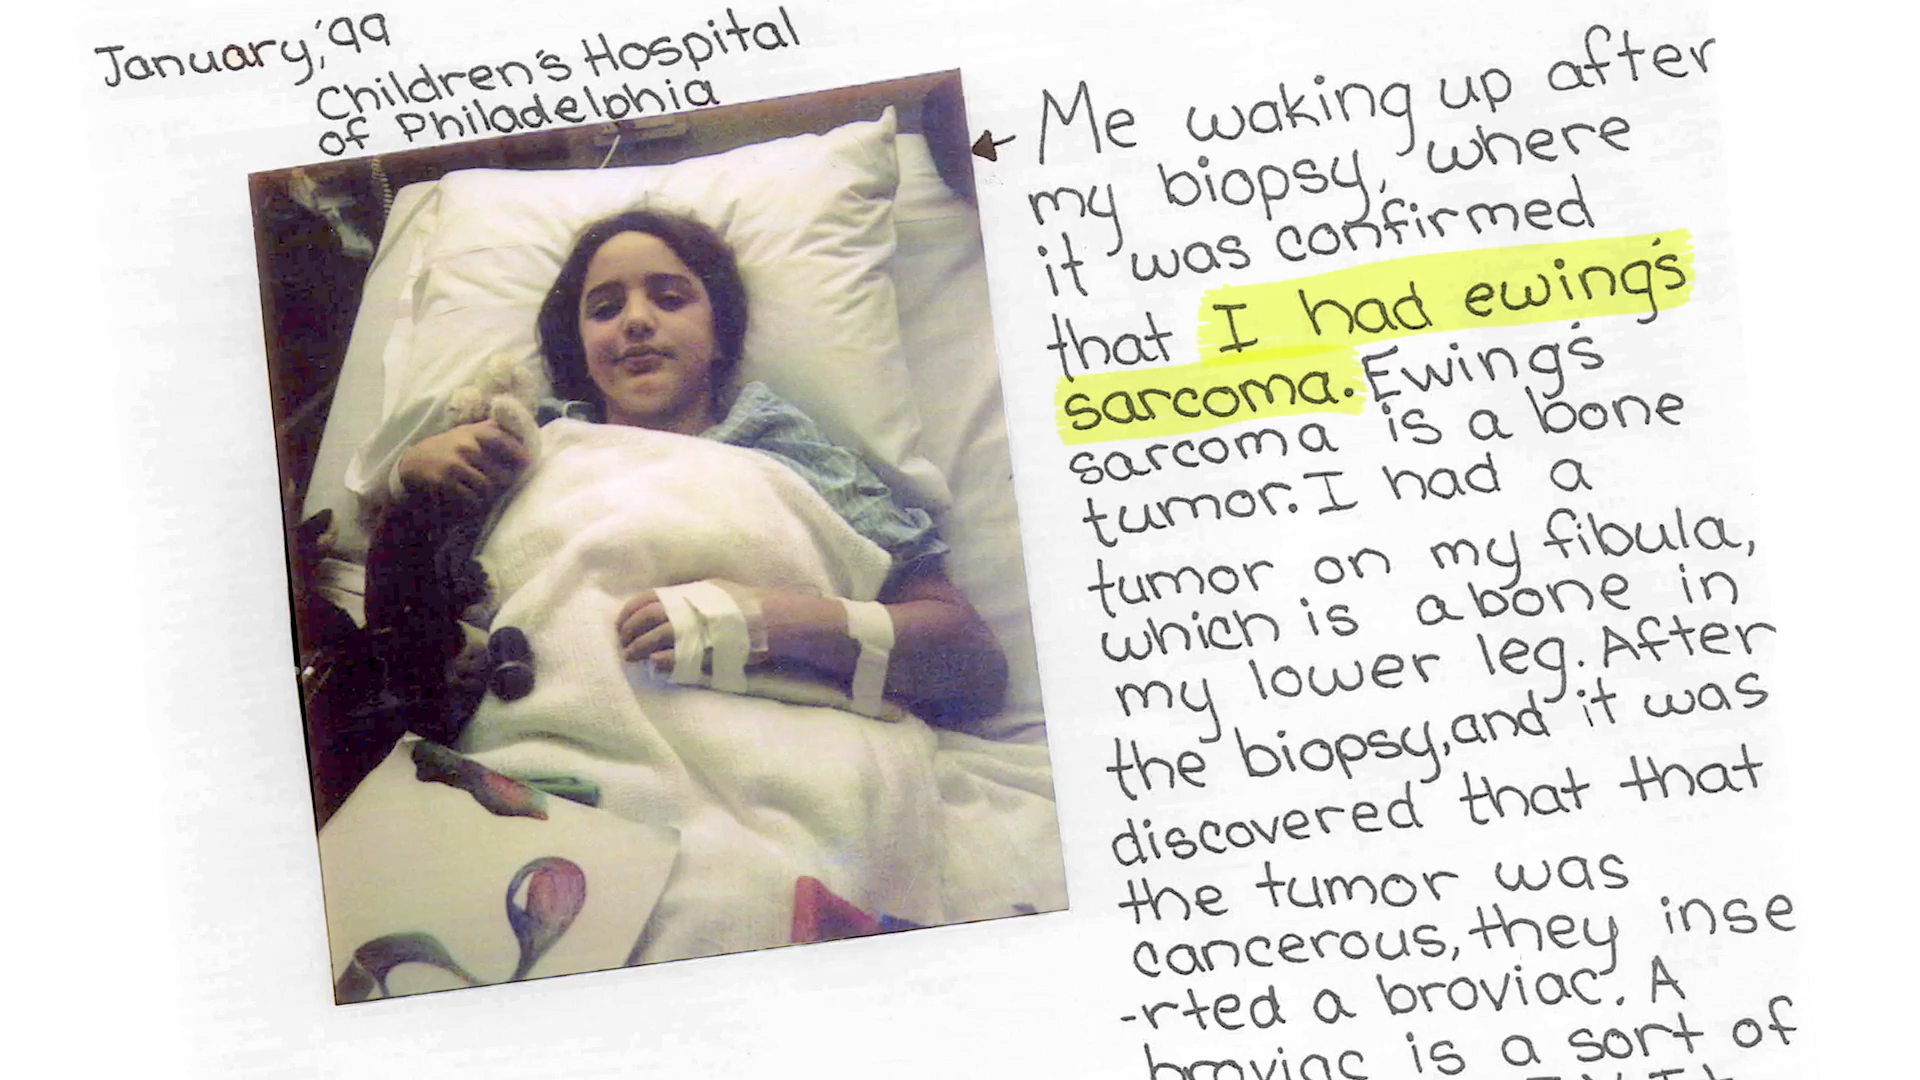 January, '99
Children's Hospital
of Philadelphia
Me waking up after
my biopsy, where
it was confirmed
that I had ewing's
sarcoma. Ewing's
sarcoma is a bone
tumor. I had a
tumor on my fibula,
which is a bone in
my lower leg. After
the biopsy, and it was
discovered that that
the tumor was
cancerous, they inse
-rted a broviac. A
broviac is a sort of